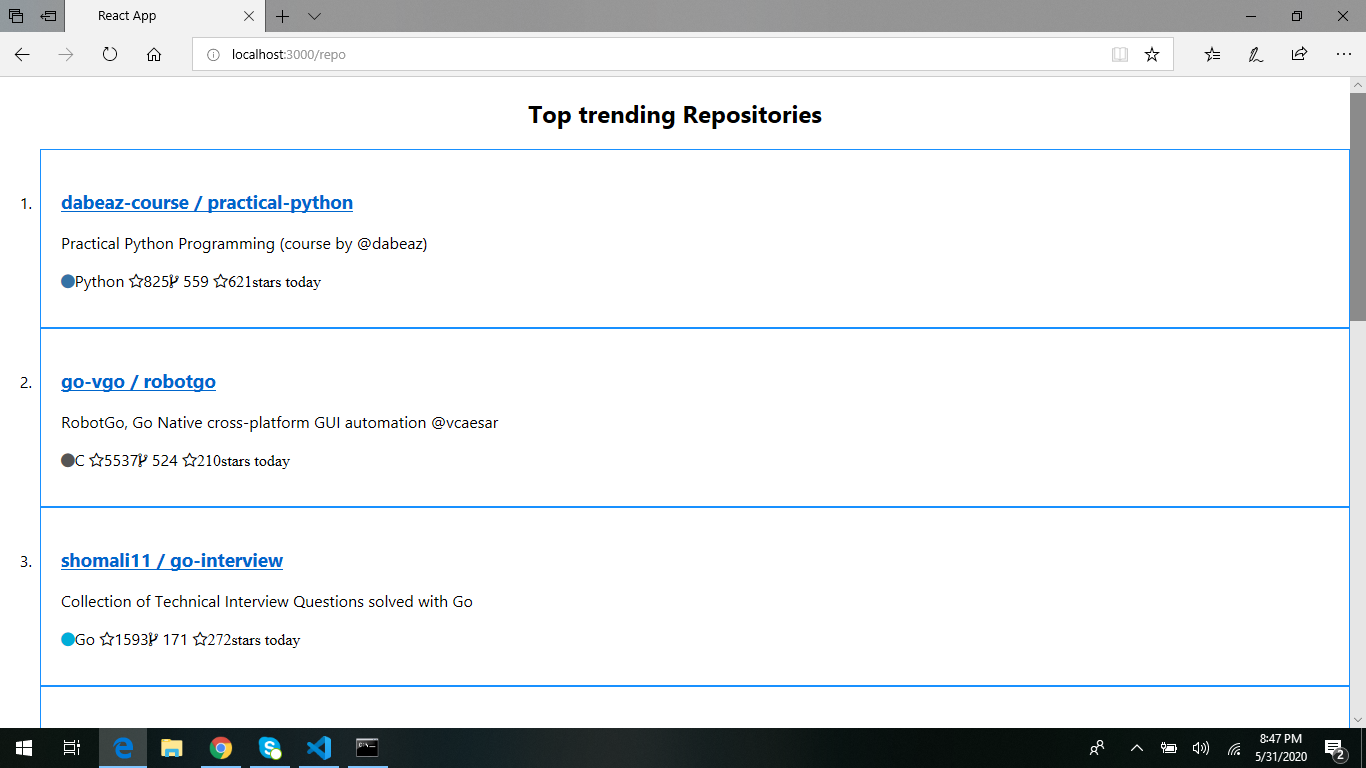 React App
localhost:3000/repo
Top trending Repositories
1. dabeaz-course / practical-python
Practical Python Programming (course by @dabeaz)
Python 825 559 621stars today
2. go-vgo / robotgo
RobotGo, Go Native cross-platform GUI automation @vcaesar
C 5537 524 210stars today
3. shomali11 / go-interview
Collection of Technical Interview Questions solved with Go
Go 1593 171 272stars today
8:47 PM
5/31/2020
2